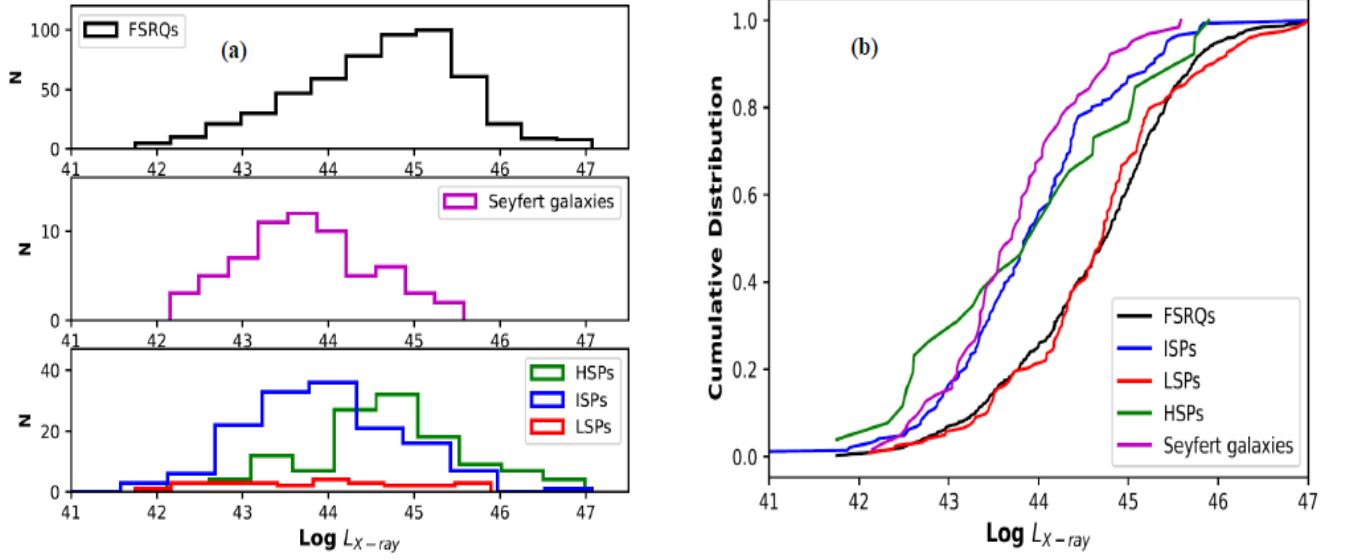 FSRQs
(a)
N
100
50
0
41 42 43 44 45 46 47
Seyfert galaxies
N
10
0
41 42 43 44 45 46 47
HSPs
ISPs
LSPs
N
40
20
0
41 42 43 44 45 46 47
Log L_{X-ray}
(b)
Cumulative Distribution
1.0
0.8
0.6
0.4
0.2
0.0
FSRQs
ISPs
LSPs
HSPs
Seyfert galaxies
41 42 43 44 45 46 47
Log L_{X-ray}